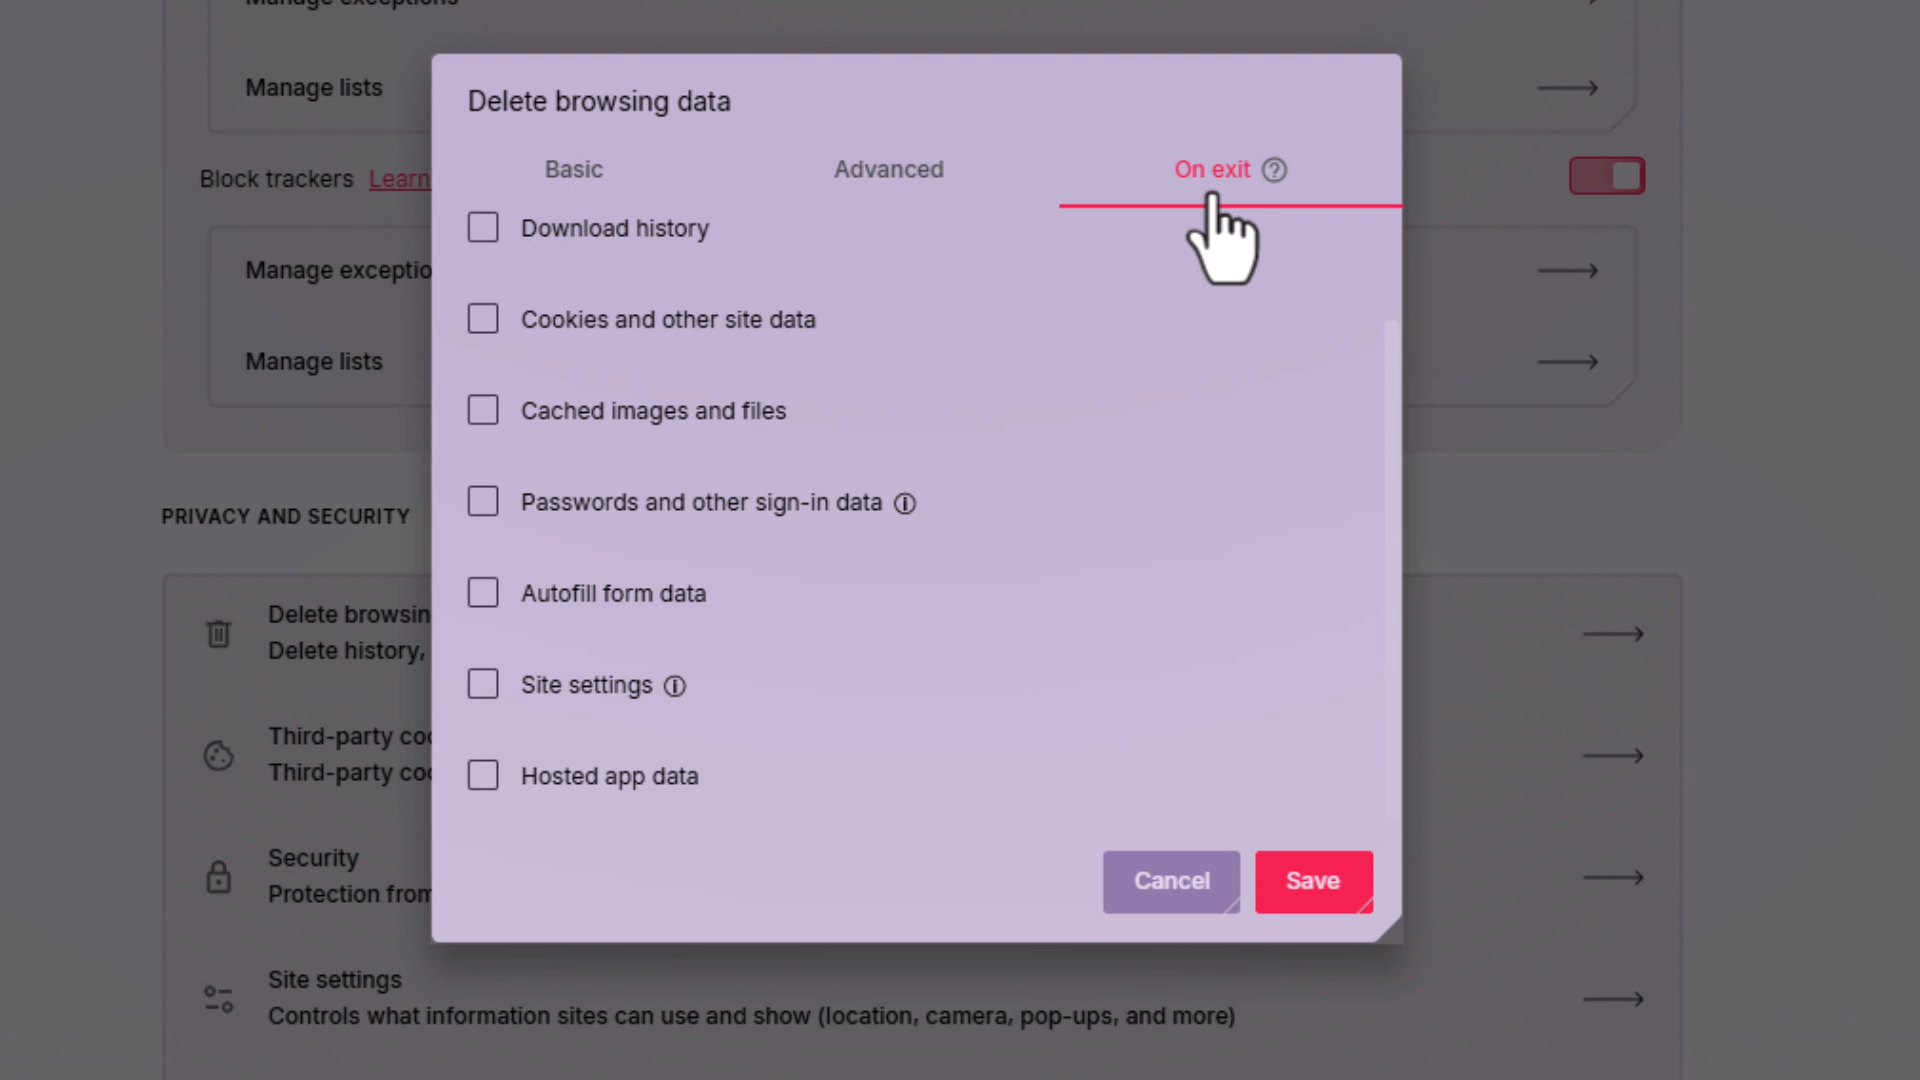 Manage exceptions
Manage lists
Block trackers Learn
Manage exceptio
Manage lists
PRIVACY AND SECURITY
Delete browsin
Delete history,
Third-party coo
Third-party coo
Security
Protection from
Site settings
Controls what information sites can use and show (location, camera, pop-ups, and more)
Delete browsing data
Basic
Advanced
On exit
Download history
Cookies and other site data
Cached images and files
Passwords and other sign-in data
Autofill form data
Site settings
Hosted app data
Cancel
Save